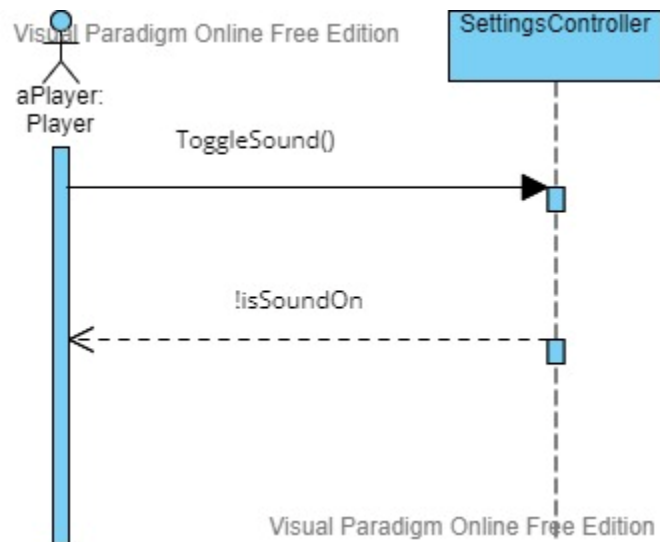 Visual Paradigm Online Free Edition
SettingsController
aPlayer:
Player
ToggleSound()
!isSoundOn
Visual Paradigm Online Free Edition